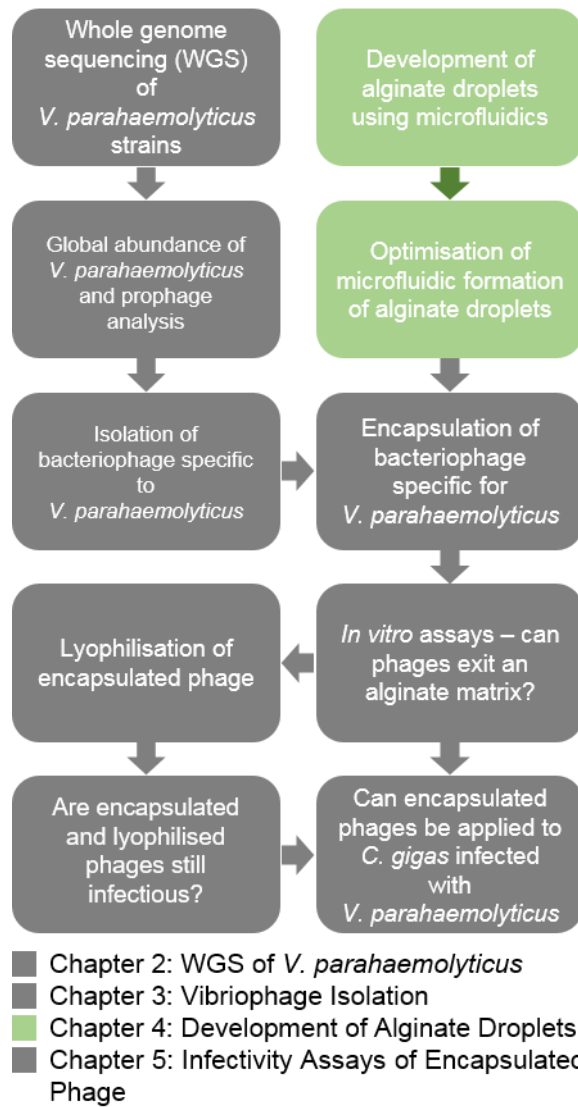 Whole genome
sequencing (WGS)
of
V. parahaemolyticus
strains
Development of
alginate droplets
using microfluidics
Global abundance of
V. parahaemolyticus
and prophage
analysis
Optimisation of
microfluidic formation
of alginate droplets
Isolation of
bacteriophage specific
to
V. parahaemolyticus
Encapsulation of
bacteriophage
specific for
V. parahaemolyticus
Lyophilisation of
encapsulated phage
In vitro assays – can
phages exit an
alginate matrix?
Are encapsulated
and lyophilised
phages still
infectious?
Can encapsulated
phages be applied to
C. gigas infected
with
V. parahaemolyticus
Chapter 2: WGS of V. parahaemolyticus
Chapter 3: Vibriophage Isolation
Chapter 4: Development of Alginate Droplets
Chapter 5: Infectivity Assays of Encapsulated
Phage